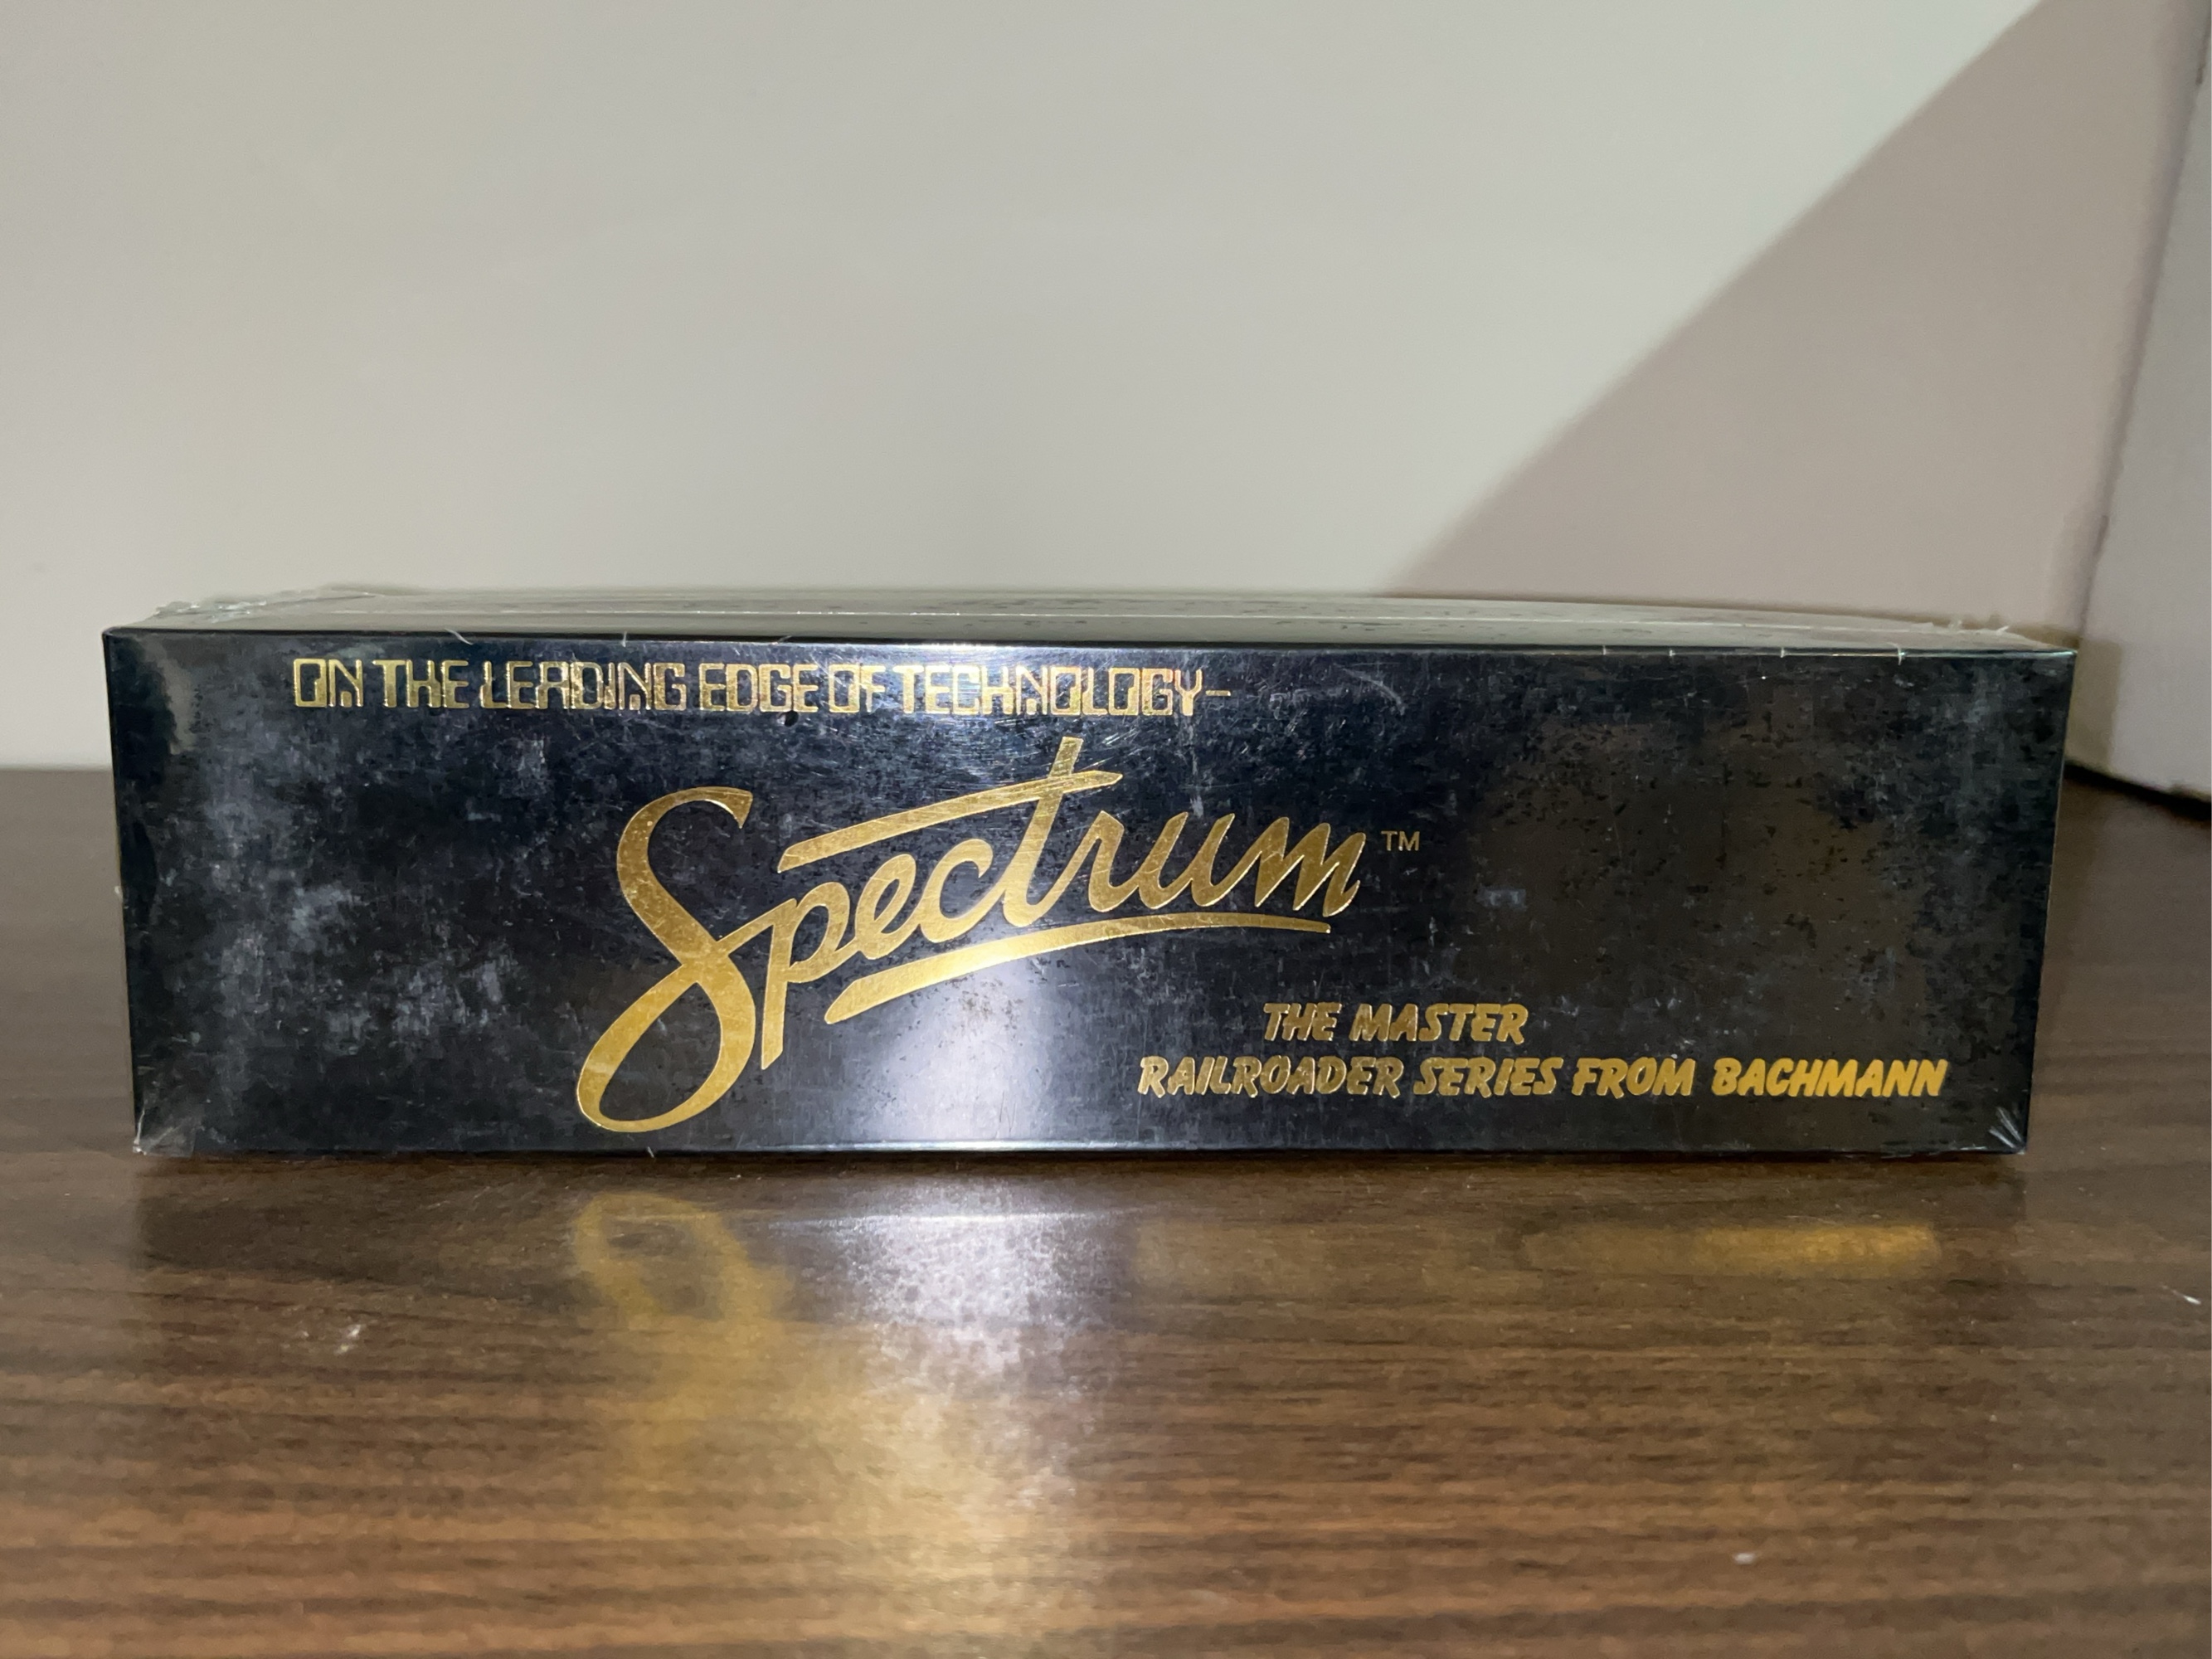 ON THE LEADING EDGE OF TECHNOLOGY-
Spectrum™
THE MASTER
RAILROADER SERIES FROM BACHMANN